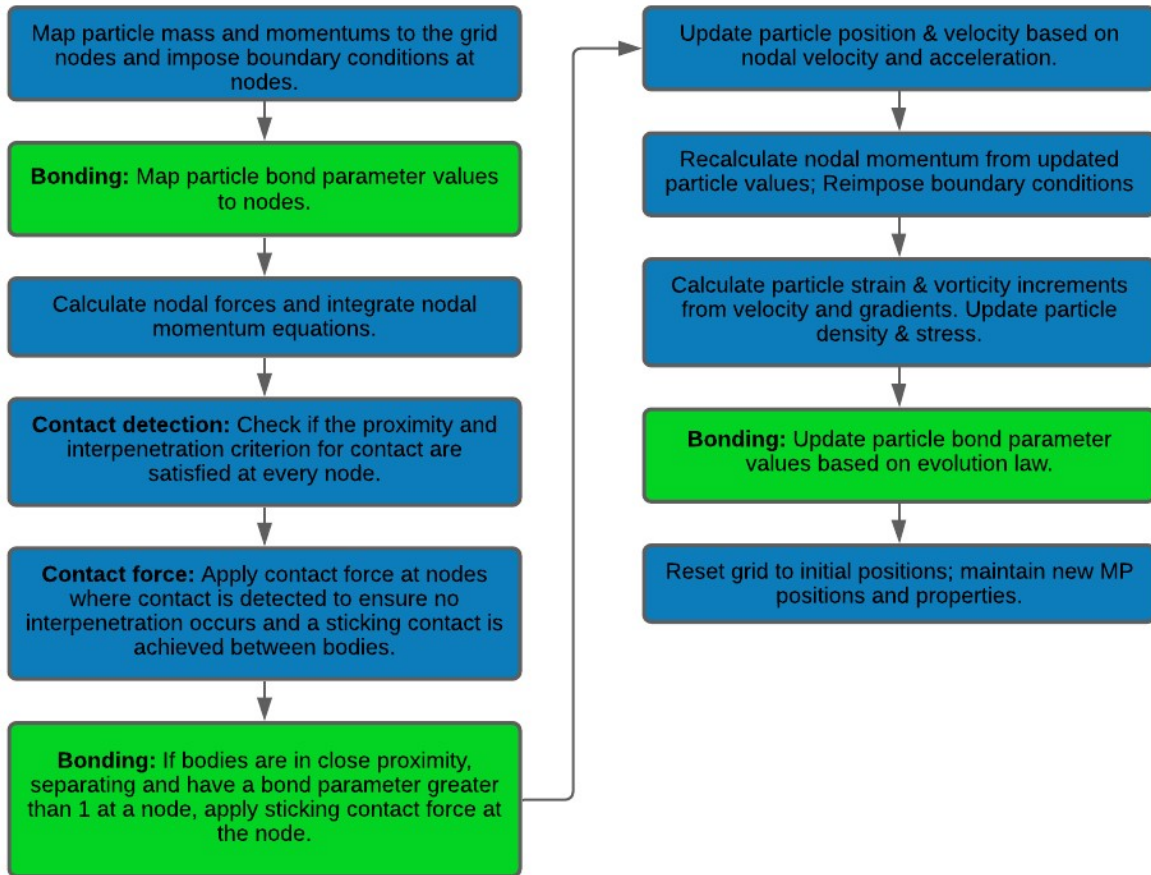 Map particle mass and momentums to the grid
nodes and impose boundary conditions at
nodes.
Bonding: Map particle bond parameter values
to nodes.
Calculate nodal forces and integrate nodal
momentum equations.
Contact detection: Check if the proximity and
interpenetration criterion for contact are
satisfied at every node.
Contact force: Apply contact force at nodes
where contact is detected to ensure no
interpenetration occurs and a sticking contact is
achieved between bodies.
Bonding: If bodies are in close proximity,
separating and have a bond parameter greater
than 1 at a node, apply sticking contact force at
the node.
Update particle position & velocity based on
nodal velocity and acceleration.
Recalculate nodal momentum from updated
particle values; Reimpose boundary conditions
Calculate particle strain & vorticity increments
from velocity and gradients. Update particle
density & stress.
Bonding: Update particle bond parameter
values based on evolution law.
Reset grid to initial positions; maintain new MP
positions and properties.